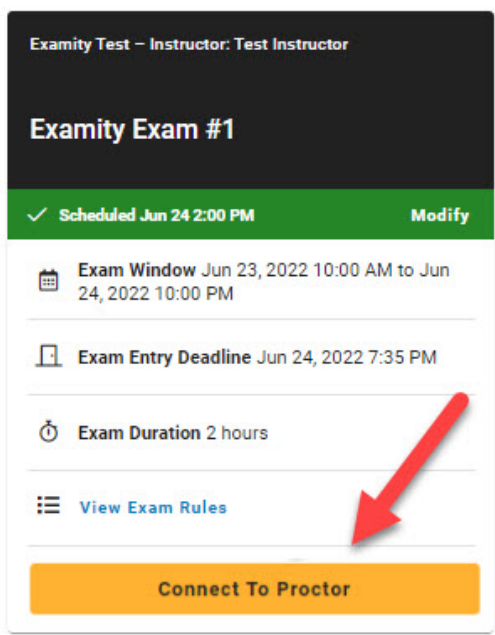 Examity Test – Instructor: Test Instructor
Examity Exam #1
Scheduled Jun 24 2:00 PM Modify
Exam Window Jun 23, 2022 10:00 AM to Jun
24, 2022 10:00 PM
Exam Entry Deadline Jun 24, 2022 7:35 PM
Exam Duration 2 hours
View Exam Rules
Connect To Proctor